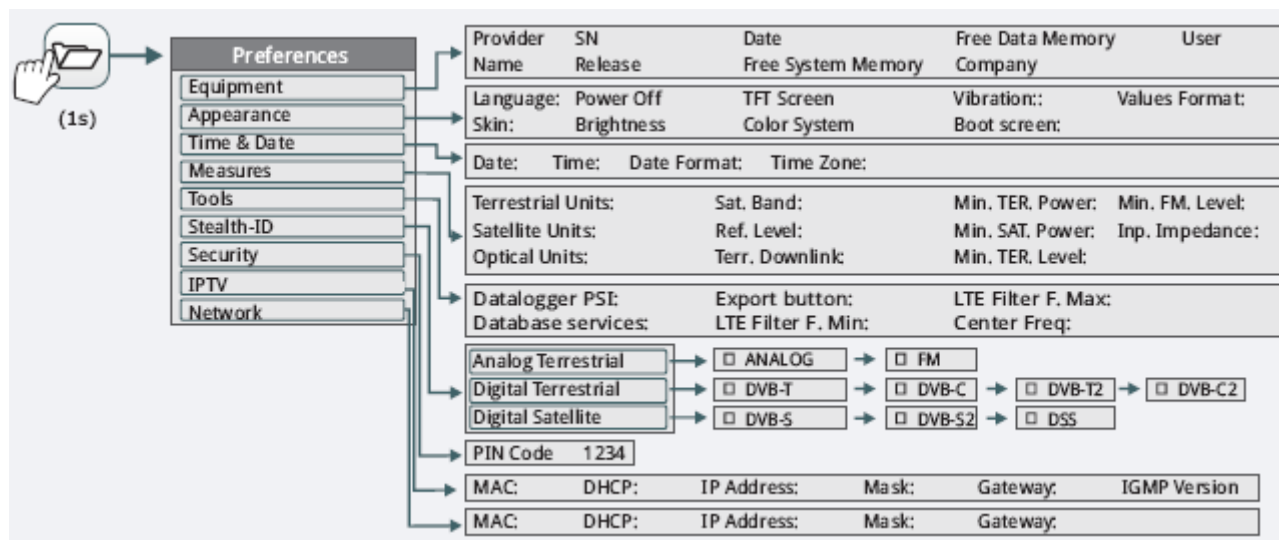 (1s)
Preferences
Equipment
Appearance
Time & Date
Measures
Tools
Stealth-ID
Security
IPTV
Network
Provider SN Date Free Data Memory User
Name Release Free System Memory Company
Language: Power Off TFT Screen Vibration:: Values Format:
Skin: Brightness Color System Boot screen:
Date: Time: Date Format: Time Zone:
Terrestrial Units: Sat. Band: Min. TER. Power: Min. FM. Level:
Satellite Units: Ref. Level: Min. SAT. Power: Inp. Impedance:
Optical Units: Terr. Downlink: Min. TER. Level:
Datalogger PSI: Export button: LTE Filter F. Max:
Database services: LTE Filter F. Min: Center Freq:
Analog Terrestrial ANALOG FM
Digital Terrestrial DVB-T DVB-C DVB-T2 DVB-C2
Digital Satellite DVB-S DVB-S2 DSS
PIN Code 1234
MAC: DHCP: IP Address: Mask: Gateway: IGMP Version
MAC: DHCP: IP Address: Mask: Gateway: